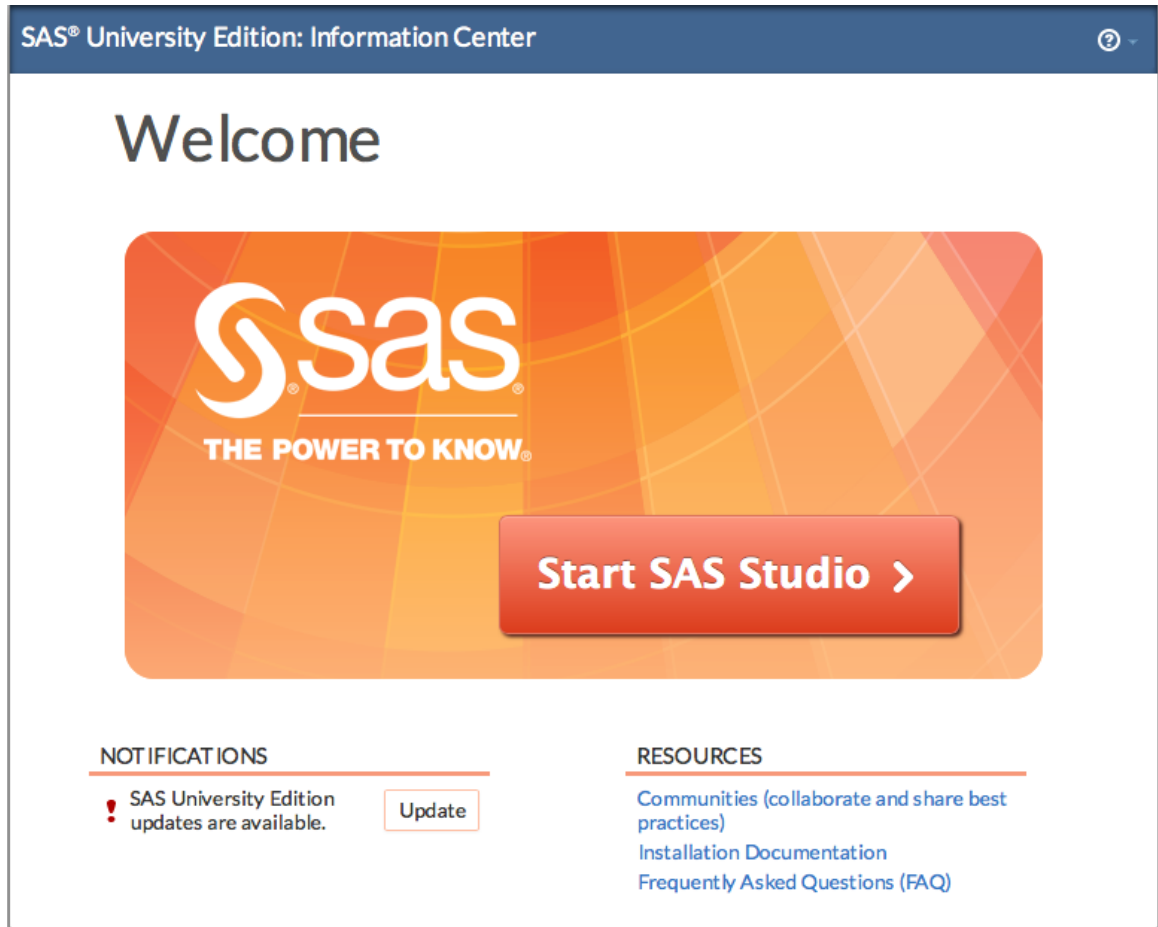 SAS® University Edition: Information Center
Welcome
sas®
THE POWER TO KNOW®
Start SAS Studio
NOTIFICATIONS
SAS University Edition
updates are available.
Update
RESOURCES
Communities (collaborate and share best
practices)
Installation Documentation
Frequently Asked Questions (FAQ)